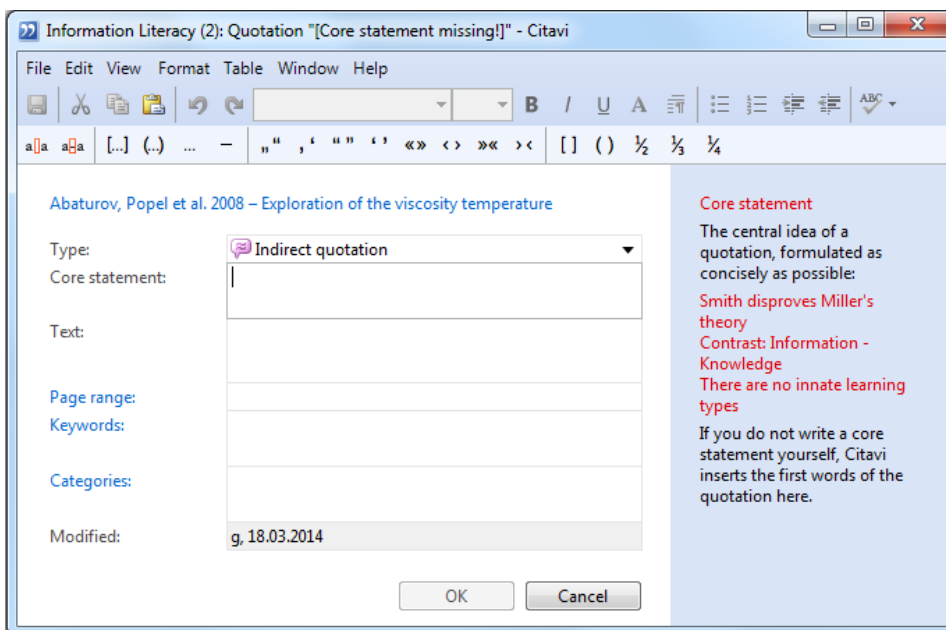 Information Literacy (2): Quotation "[Core statement missing!]" - Citavi
File Edit View Format Table Window Help
B I U A ABC
a[]a a[]a [...] (...) ... – „“ ‚‘ “” ‘’ «» ‹› »« ›‹ [ ] ( ) ½ ⅓ ¼
Abaturov, Popel et al. 2008 – Exploration of the viscosity temperature
Type: Indirect quotation
Core statement:
Text:
Page range:
Keywords:
Categories:
Modified: g, 18.03.2014
OK Cancel
Core statement
The central idea of a
quotation, formulated as
concisely as possible:
Smith disproves Miller's
theory
Contrast: Information -
Knowledge
There are no innate learning
types
If you do not write a core
statement yourself, Citavi
inserts the first words of the
quotation here.